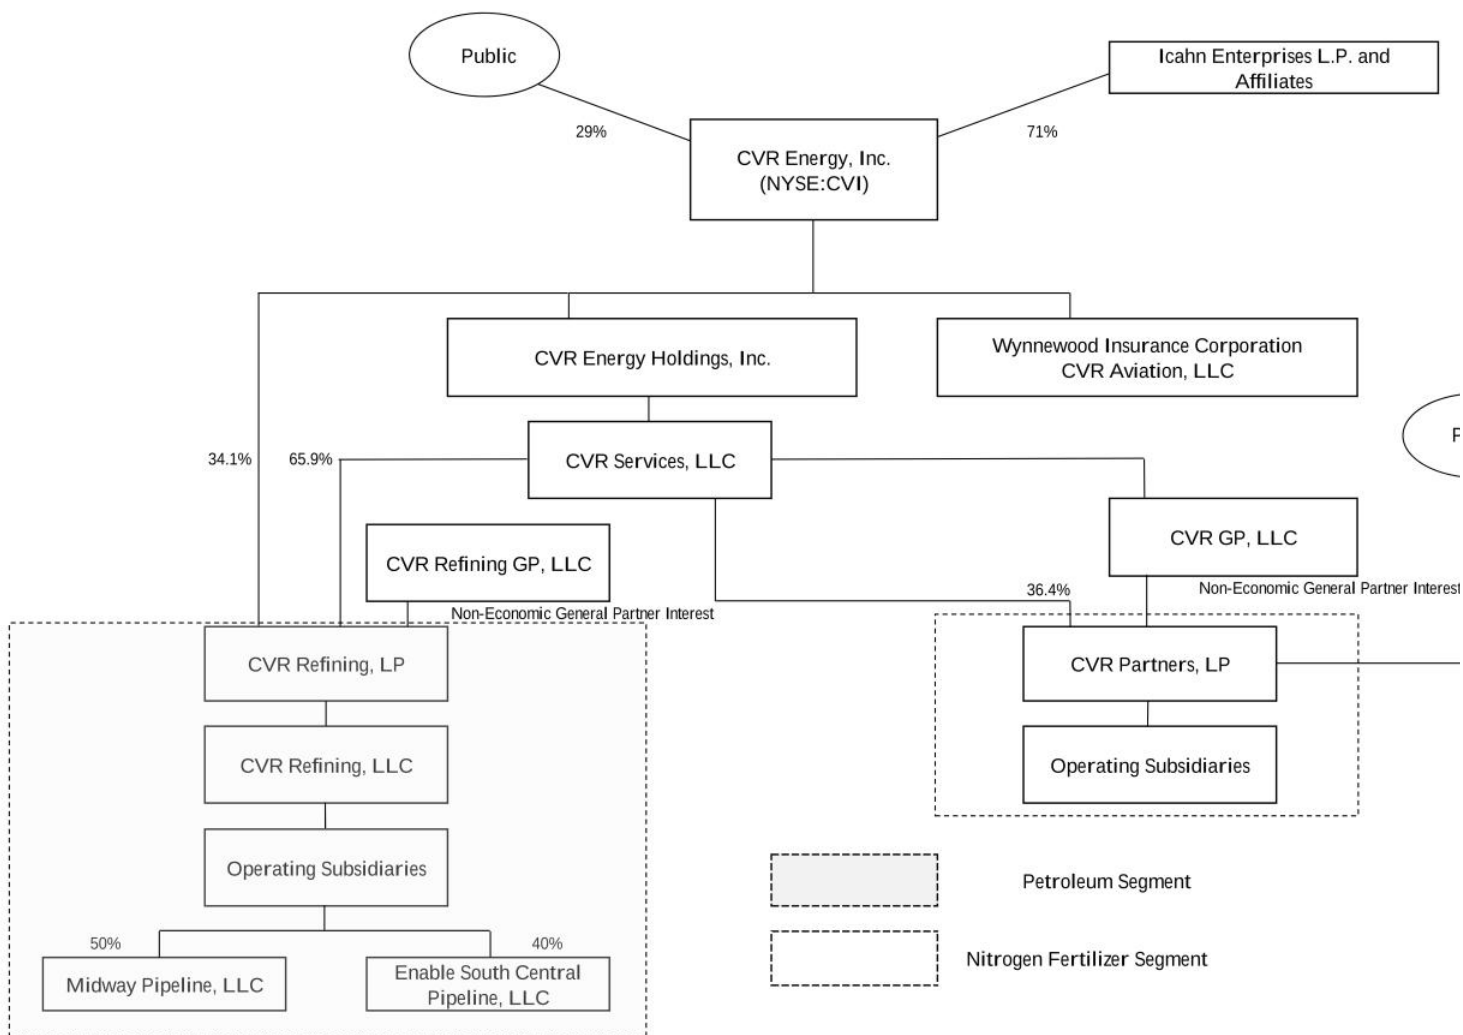 Public
Icahn Enterprises L.P. and
Affiliates
29%
71%
CVR Energy, Inc.
(NYSE:CVI)
CVR Energy Holdings, Inc.
Wynnewood Insurance Corporation
CVR Aviation, LLC
34.1%
65.9%
CVR Services, LLC
P
CVR Refining GP, LLC
CVR GP, LLC
36.4%
Non-Economic General Partner Interest
Non-Economic General Partner Interest
CVR Refining, LP
CVR Partners, LP
CVR Refining, LLC
Operating Subsidiaries
Operating Subsidiaries
Petroleum Segment
50%
40%
Midway Pipeline, LLC
Enable South Central
Pipeline, LLC
Nitrogen Fertilizer Segment